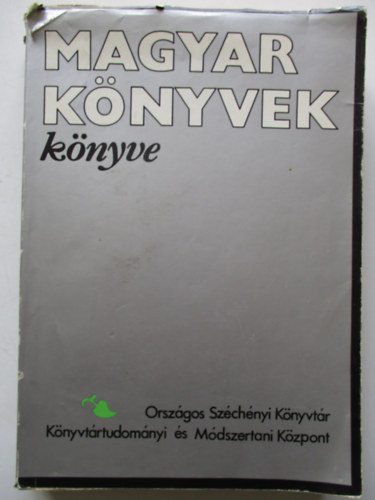 MAGYAR
KÖNYVEK
könyve
Országos Széchényi Könyvtár
Könyvtártudományi és Módszertani Központ